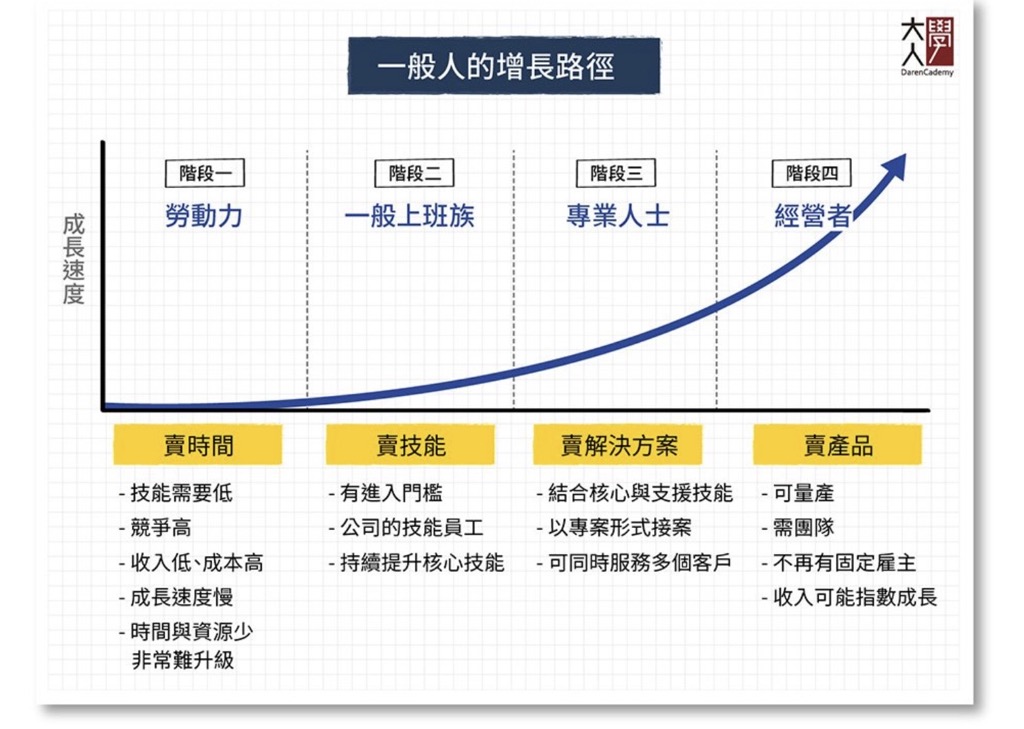 一般人的增長路徑
大人學
DarenCademy
成長速度
階段一
勞動力
階段二
一般上班族
階段三
專業人士
階段四
經營者
賣時間
- 技能需要低
- 競爭高
- 收入低、成本高
- 成長速度慢
- 時間與資源少
非常難升級
賣技能
- 有進入門檻
- 公司的技能員工
- 持續提升核心技能
賣解決方案
- 結合核心與支援技能
- 以專案形式接案
- 可同時服務多個客戶
賣產品
- 可量產
- 需團隊
- 不再有固定雇主
- 收入可能指數成長